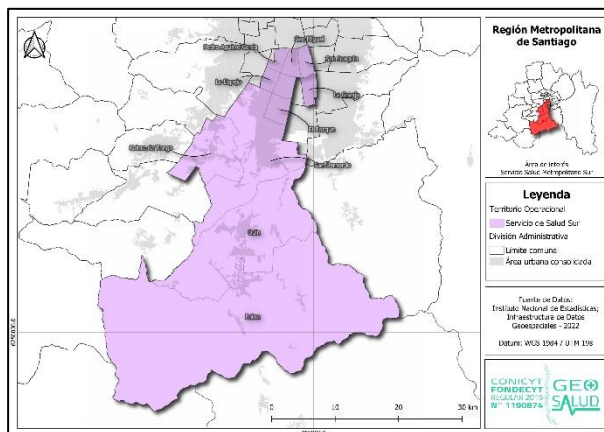 San Miguel
Pedro Aguirre Cerda
San Joaquín
Lo Espejo
La Granja
El Bosque
Calera de Tango
San Bernardo
Buin
Paine
0
10
20
30 km
Región Metropolitana
de Santiago
Área de Interés
Servicio Salud Metropolitano Sur
Leyenda
Territorio Operacional
Servicio de Salud Sur
División Administrativa
Límite comuna
Área urbana consolidada
Fuente de Datos:
Instituto Nacional de Estadísticas;
Infraestructura de Datos
Geoespaciales - 2022
Datum: WGS 1984 / UTM 19s
CONICYT
FONDECYT
REGULAR 2019
N° 1190874
GEO
SALUD